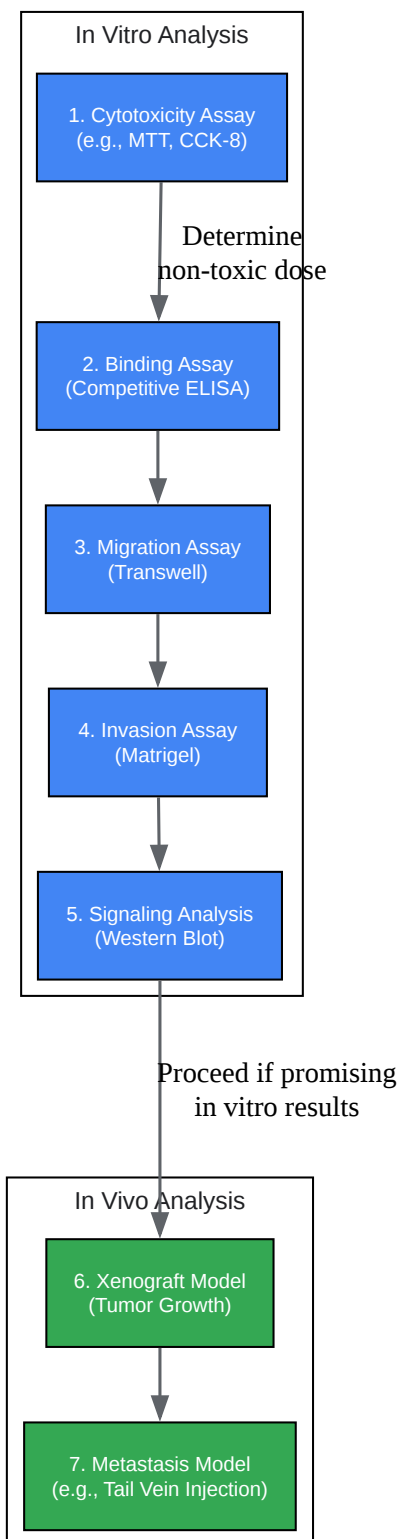 In Vitro Analysis
1. Cytotoxicity Assay
(e.g., MTT, CCK-8)
Determine
non-toxic dose
2. Binding Assay
(Competitive ELISA)
3. Migration Assay
(Transwell)
4. Invasion Assay
(Matrigel)
5. Signaling Analysis
(Western Blot)
Proceed if promising
in vitro results
In Vivo Analysis
6. Xenograft Model
(Tumor Growth)
7. Metastasis Model
(e.g., Tail Vein Injection)